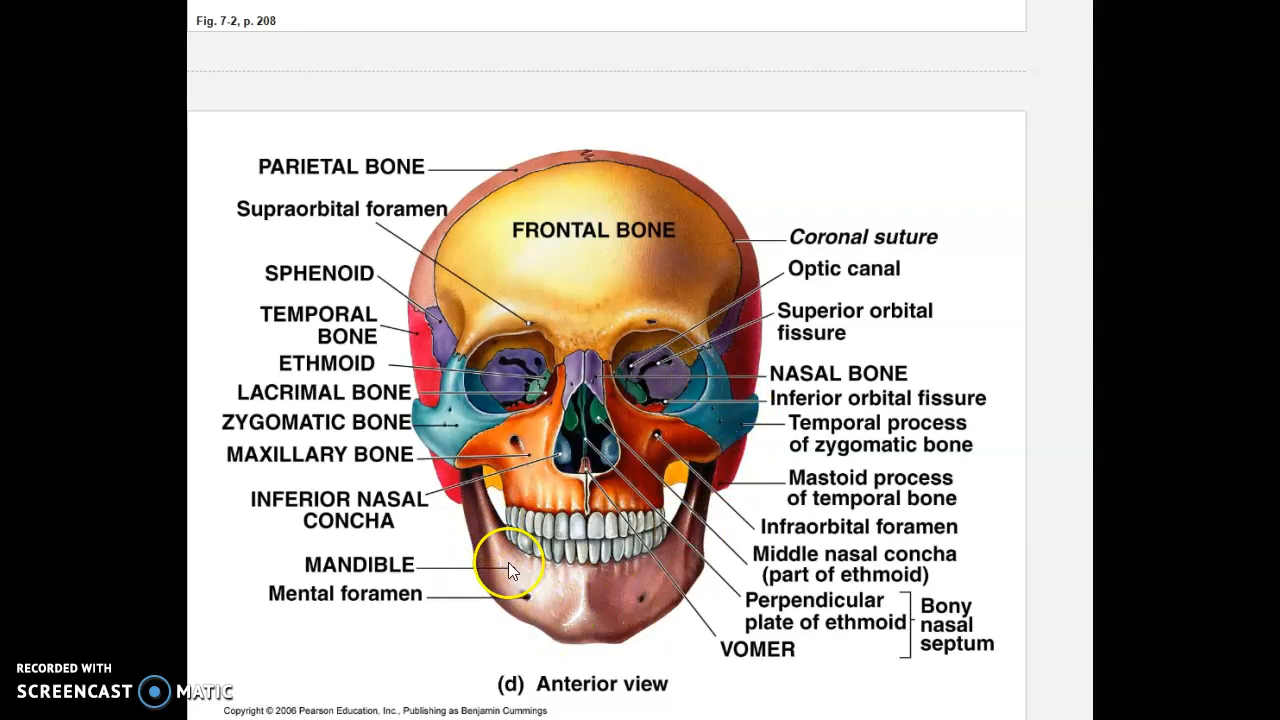 Fig. 7-2, p. 208
PARIETAL BONE
Supraorbital foramen
FRONTAL BONE
SPHENOID
TEMPORAL
BONE
ETHMOID
LACRIMAL BONE
ZYGOMATIC BONE
MAXILLARY BONE
INFERIOR NASAL
CONCHA
MANDIBLE
Mental foramen
Coronal suture
Optic canal
Superior orbital
fissure
NASAL BONE
Inferior orbital fissure
Temporal process
of zygomatic bone
Mastoid process
of temporal bone
Infraorbital foramen
Middle nasal concha
(part of ethmoid)
Perpendicular
plate of ethmoid
Bony
nasal
septum
VOMER
(d) Anterior view
Copyright © 2006 Pearson Education, Inc., Publishing as Benjamin Cummings
RECORDED WITH
SCREENCAST MATIC